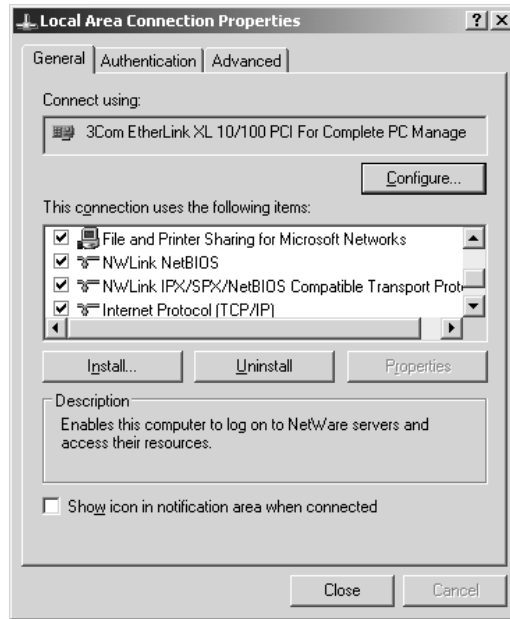 Local Area Connection Properties
General Authentication Advanced
Connect using:
3Com EtherLink XL 10/100 PCI For Complete PC Manage
Configure...
This connection uses the following items:
File and Printer Sharing for Microsoft Networks
NWLink NetBIOS
NWLink IPX/SPX/NetBIOS Compatible Transport Prot
Internet Protocol (TCP/IP)
Install... Uninstall Properties
Description
Enables this computer to log on to NetWare servers and
access their resources.
Show icon in notification area when connected
Close Cancel